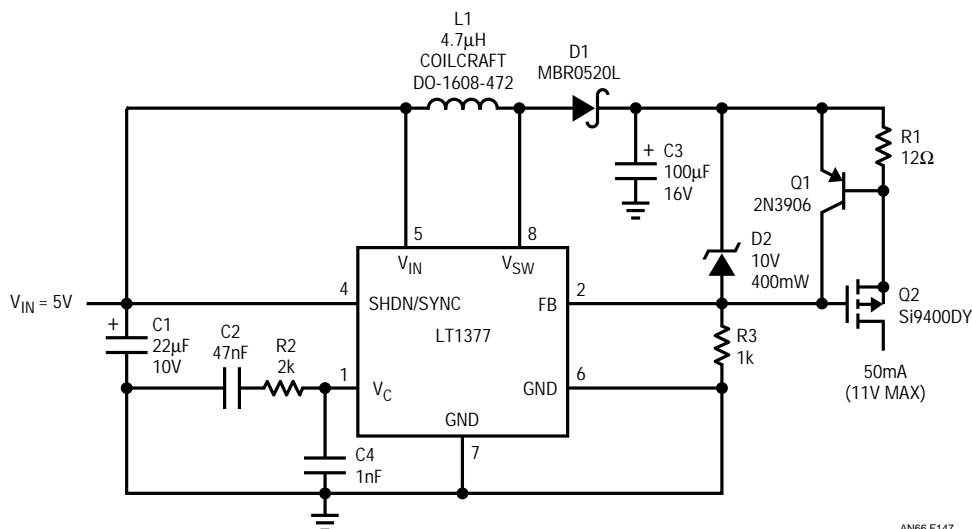 L1
4.7μH
COILCRAFT
DO-1608-472
D1
MBR0520L
+
C3
100μF
16V
R1
12Ω
Q1
2N3906
5
8
V_IN
V_SW
D2
10V
400mW
V_IN = 5V
4
SHDN/SYNC
FB
2
Q2
Si9400DY
LT1377
+
C1
22μF
10V
C2
47nF
R2
2k
R3
1k
1
V_C
GND
6
50mA
(11V MAX)
GND
7
C4
1nF
AN66 F147